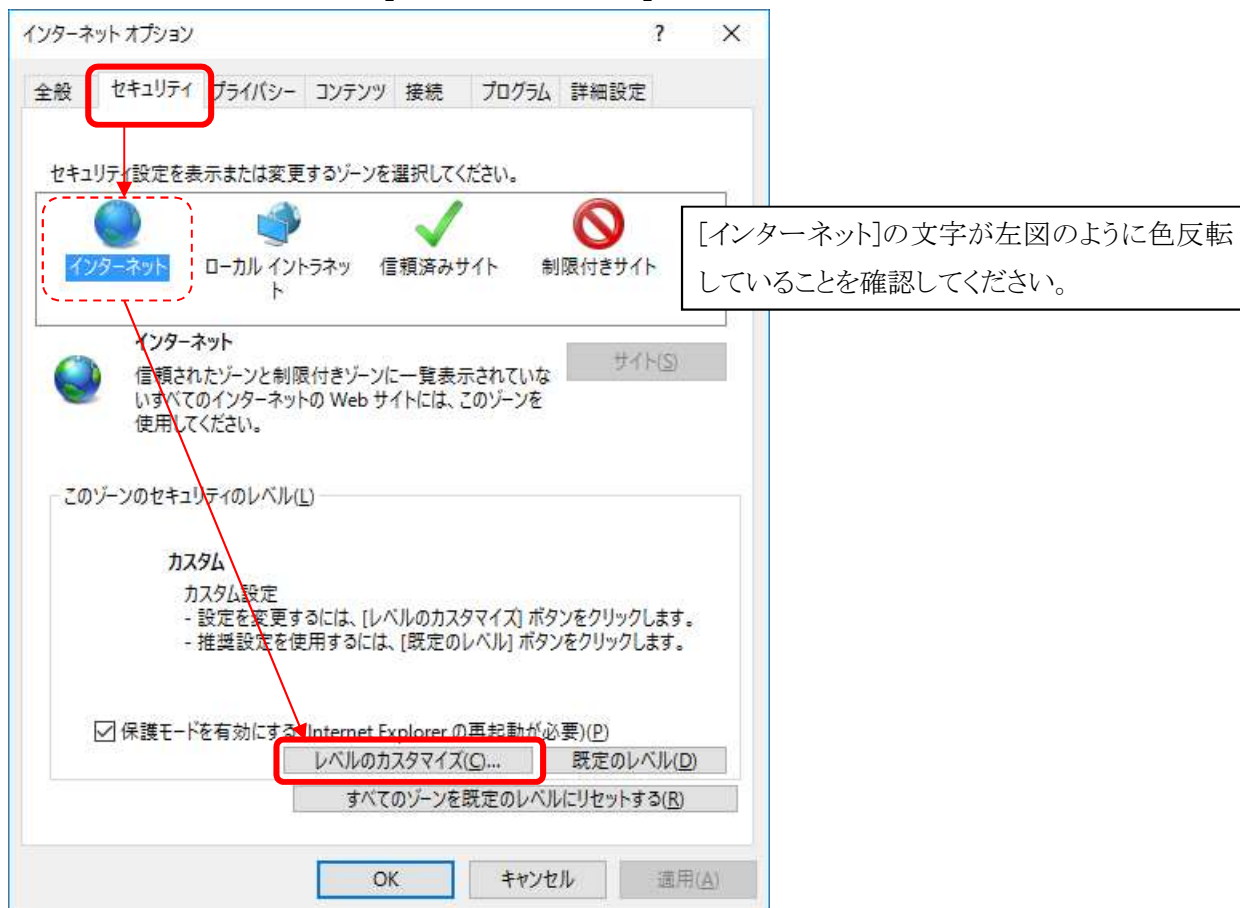 インターネット オプション ? ×
全般 セキュリティ プライバシー コンテンツ 接続 プログラム 詳細設定
セキュリティ設定を表示または変更するゾーンを選択してください。
インターネット ローカル イントラネッ 信頼済みサイト 制限付きサイト
ト
[インターネット]の文字が左図のように色反転
していることを確認してください。
インターネット
サイト(S)
信頼されたゾーンと制限付きゾーンに一覧表示されていな
いすべてのインターネットの Web サイトには、このゾーンを
使用してください。
このゾーンのセキュリティのレベル(L)
カスタム
カスタム設定
- 設定を変更するには、[レベルのカスタマイズ] ボタンをクリックします。
- 推奨設定を使用するには、[既定のレベル] ボタンをクリックします。
保護モードを有効にする (Internet Explorer の再起動が必要)(P)
レベルのカスタマイズ(C)... 既定のレベル(D)
すべてのゾーンを既定のレベルにリセットする(R)
OK キャンセル 適用(A)